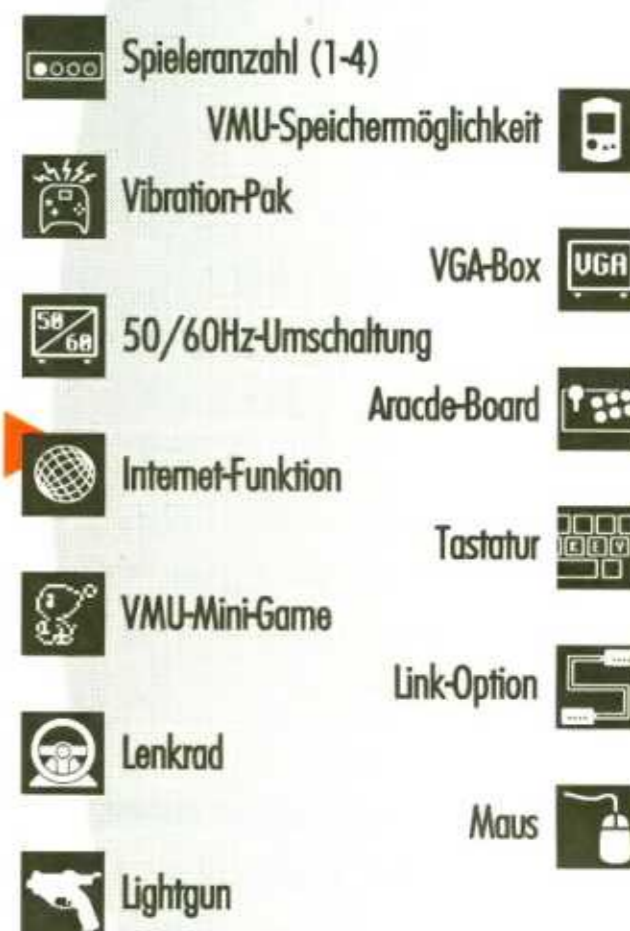 Spieleranzahl (1-4)
VMU-Speichermöglichkeit
Vibration-Pak
VGA-Box
VGA
50/60Hz-Umschaltung
50
60
Aracde-Board
Internet-Funktion
Tastatur
KEY
VMU-Mini-Game
Link-Option
Lenkrad
Maus
Lightgun